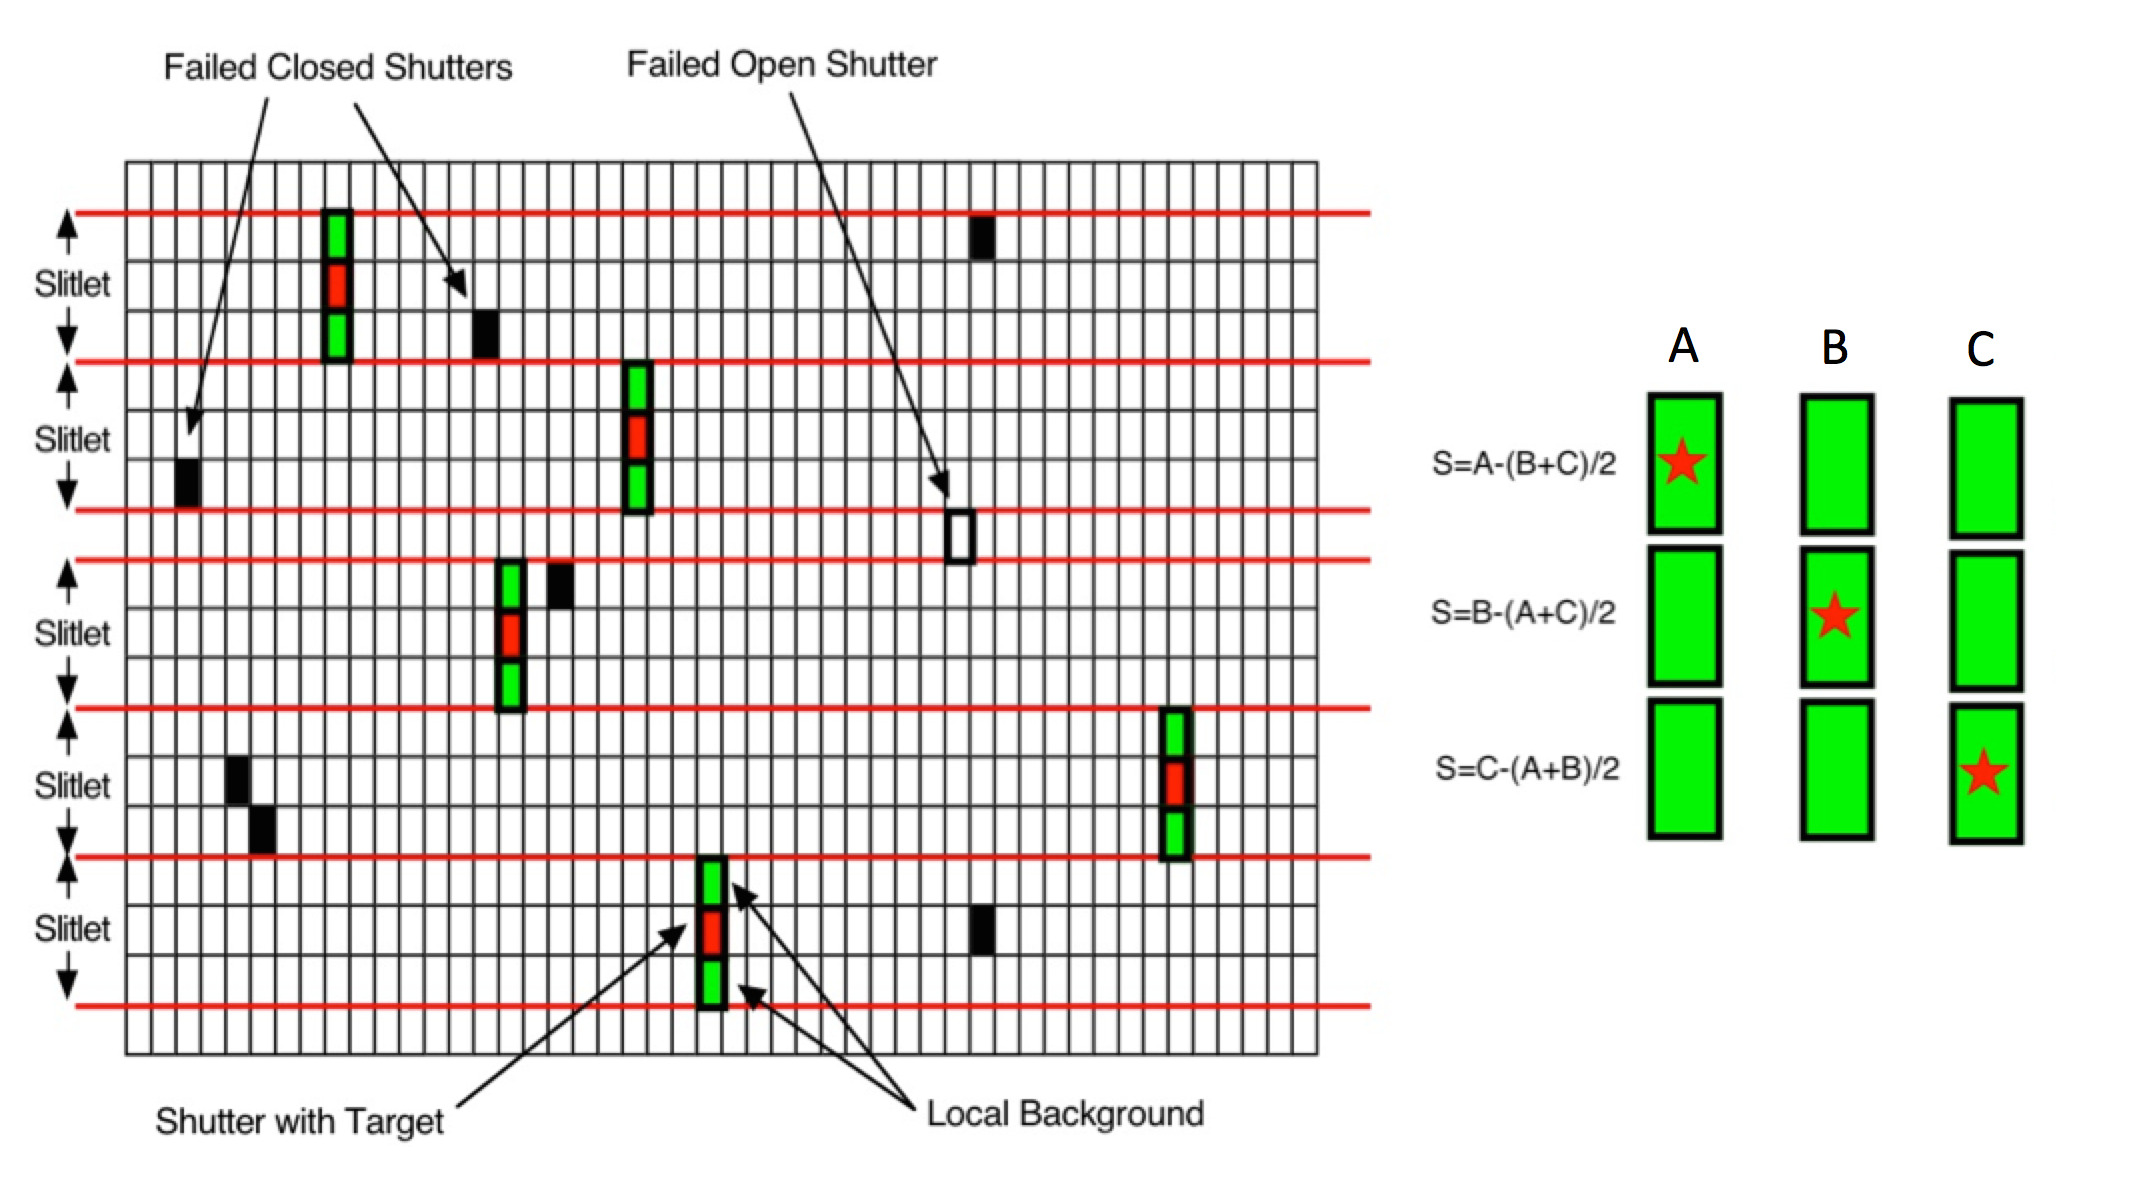 Failed Closed Shutters
Failed Open Shutter
Slitlet
Slitlet
Slitlet
Slitlet
Slitlet
Shutter with Target
Local Background
A B C
S=A-(B+C)/2
S=B-(A+C)/2
S=C-(A+B)/2